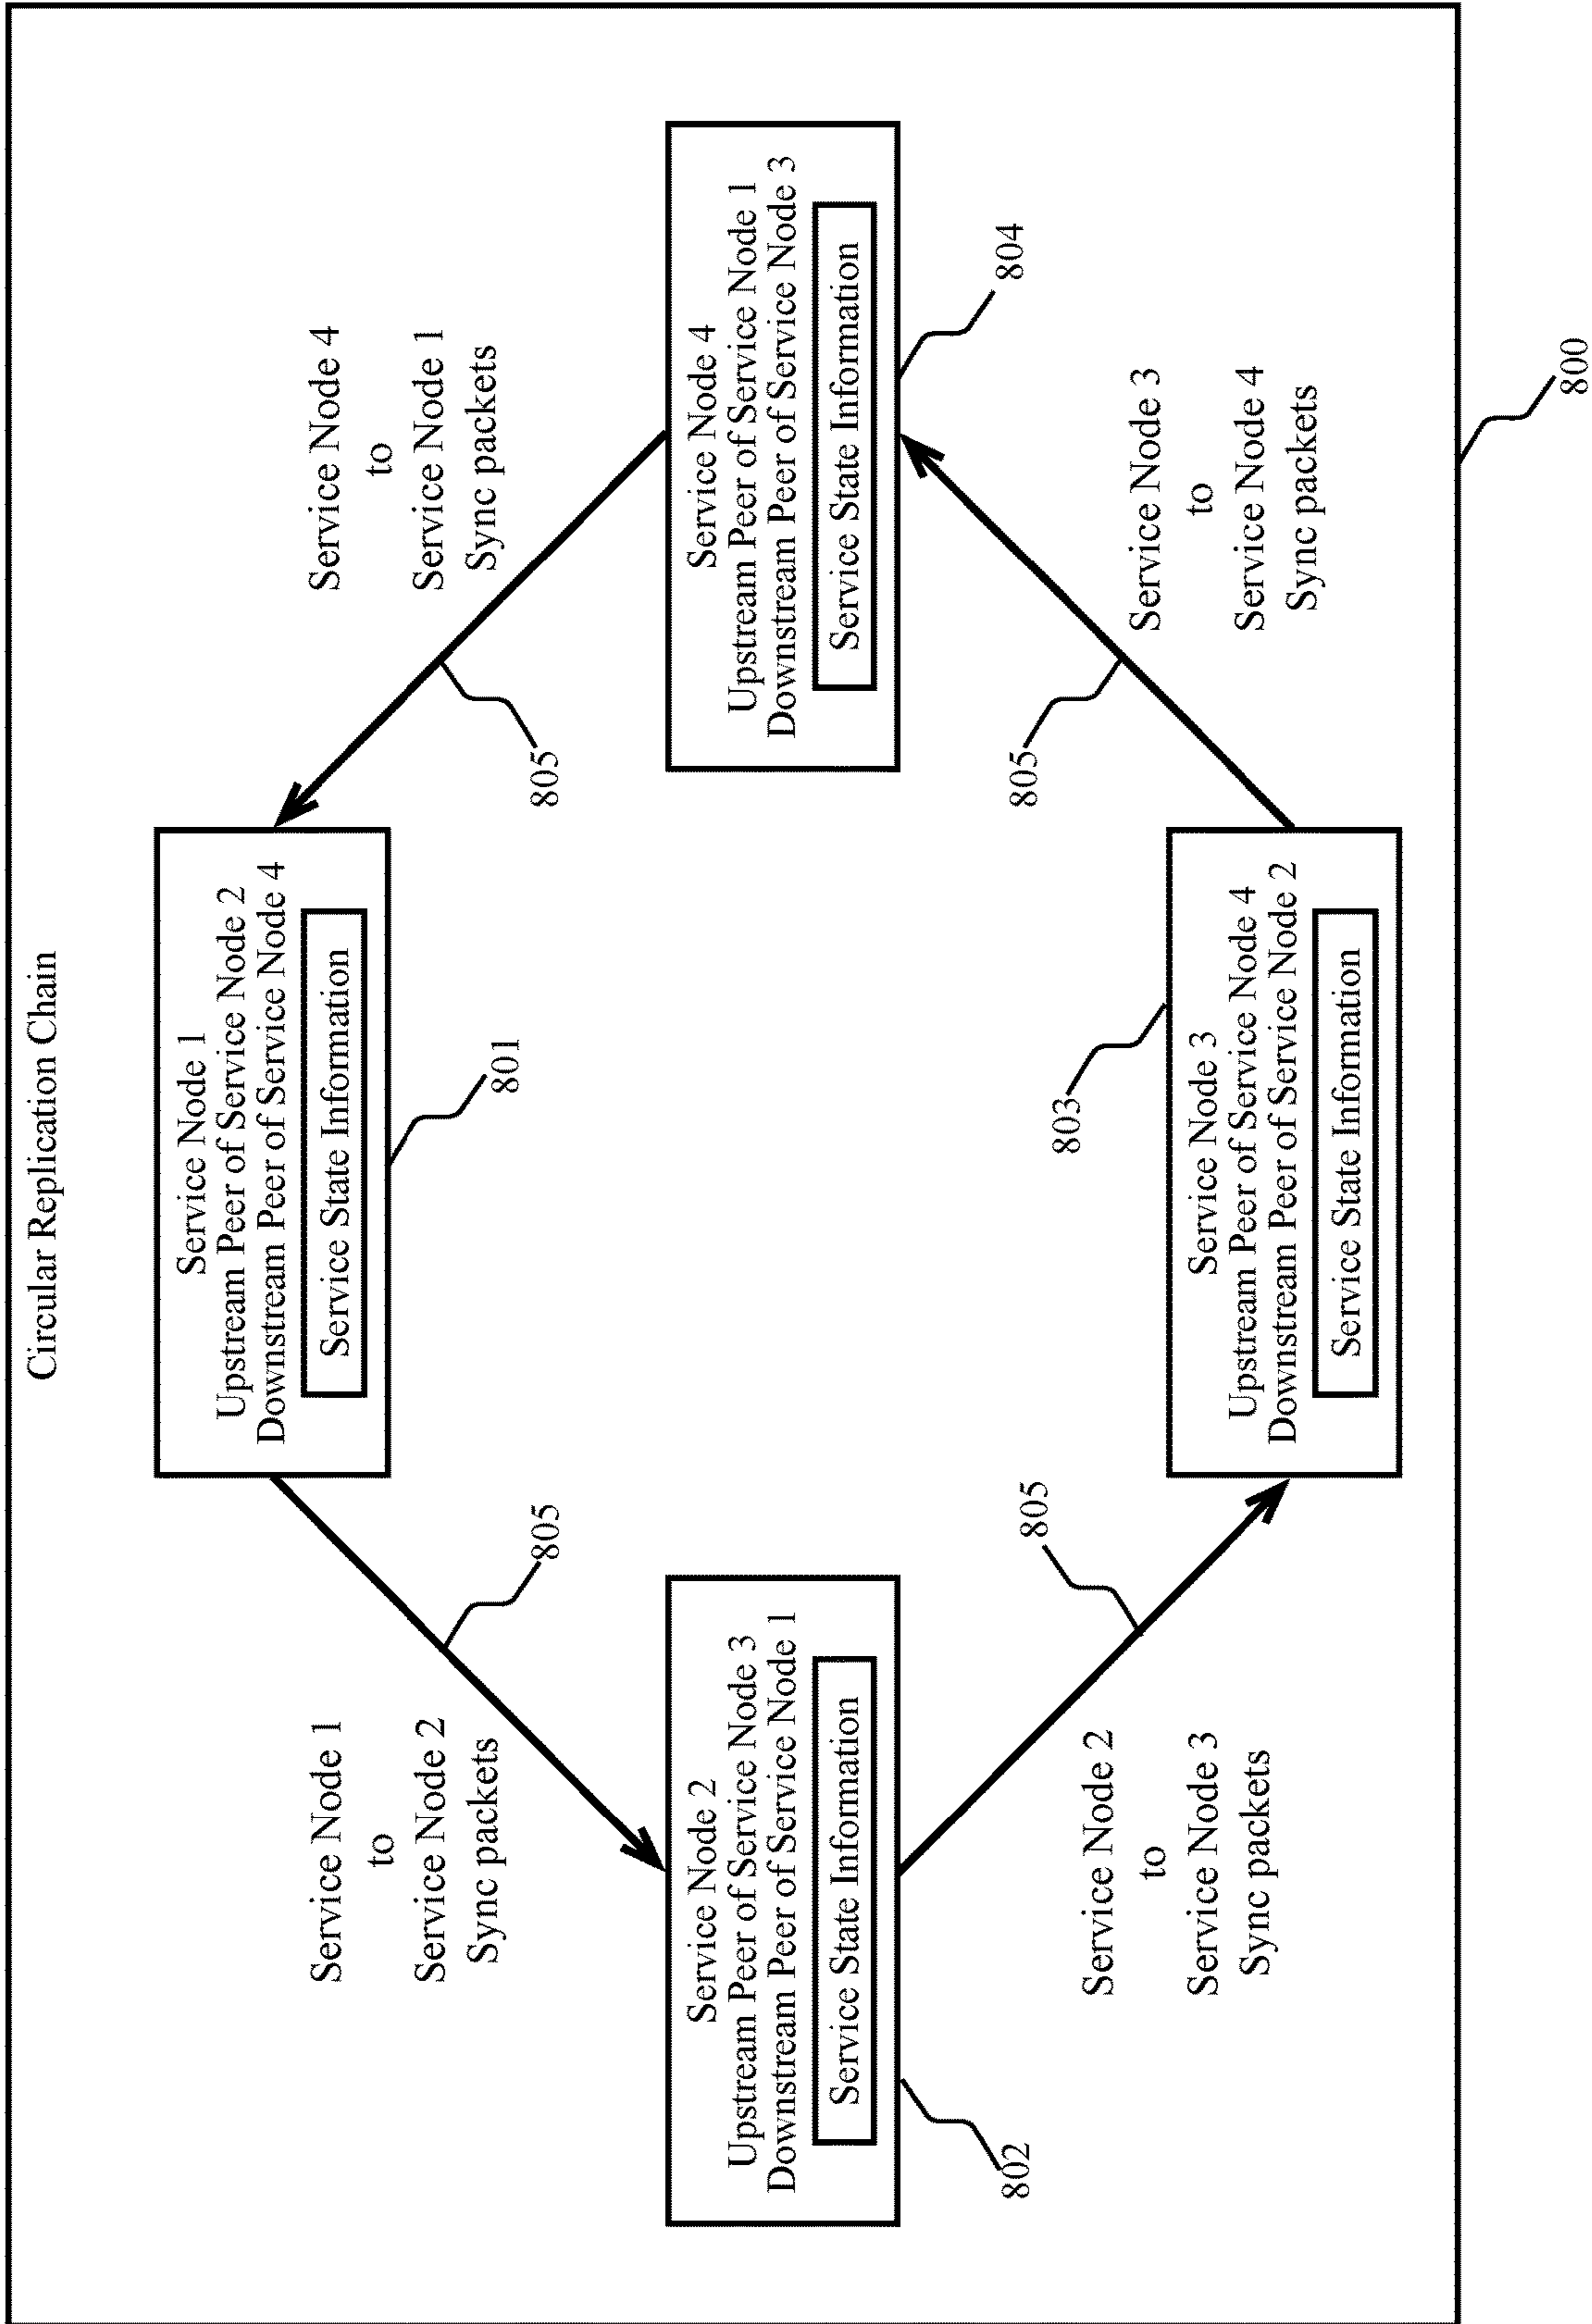 Circular Replication Chain
Service Node 1
Upstream Peer of Service Node 2
Downstream Peer of Service Node 4
Service State Information
801
Service Node 1
to
Service Node 2
Sync packets
805
Service Node 4
to
Service Node 1
Sync packets
805
Service Node 2
Upstream Peer of Service Node 3
Downstream Peer of Service Node 1
Service State Information
802
Service Node 4
Upstream Peer of Service Node 1
Downstream Peer of Service Node 3
Service State Information
804
Service Node 2
to
Service Node 3
Sync packets
805
Service Node 3
to
Service Node 4
Sync packets
805
803
Service Node 3
Upstream Peer of Service Node 4
Downstream Peer of Service Node 2
Service State Information
800